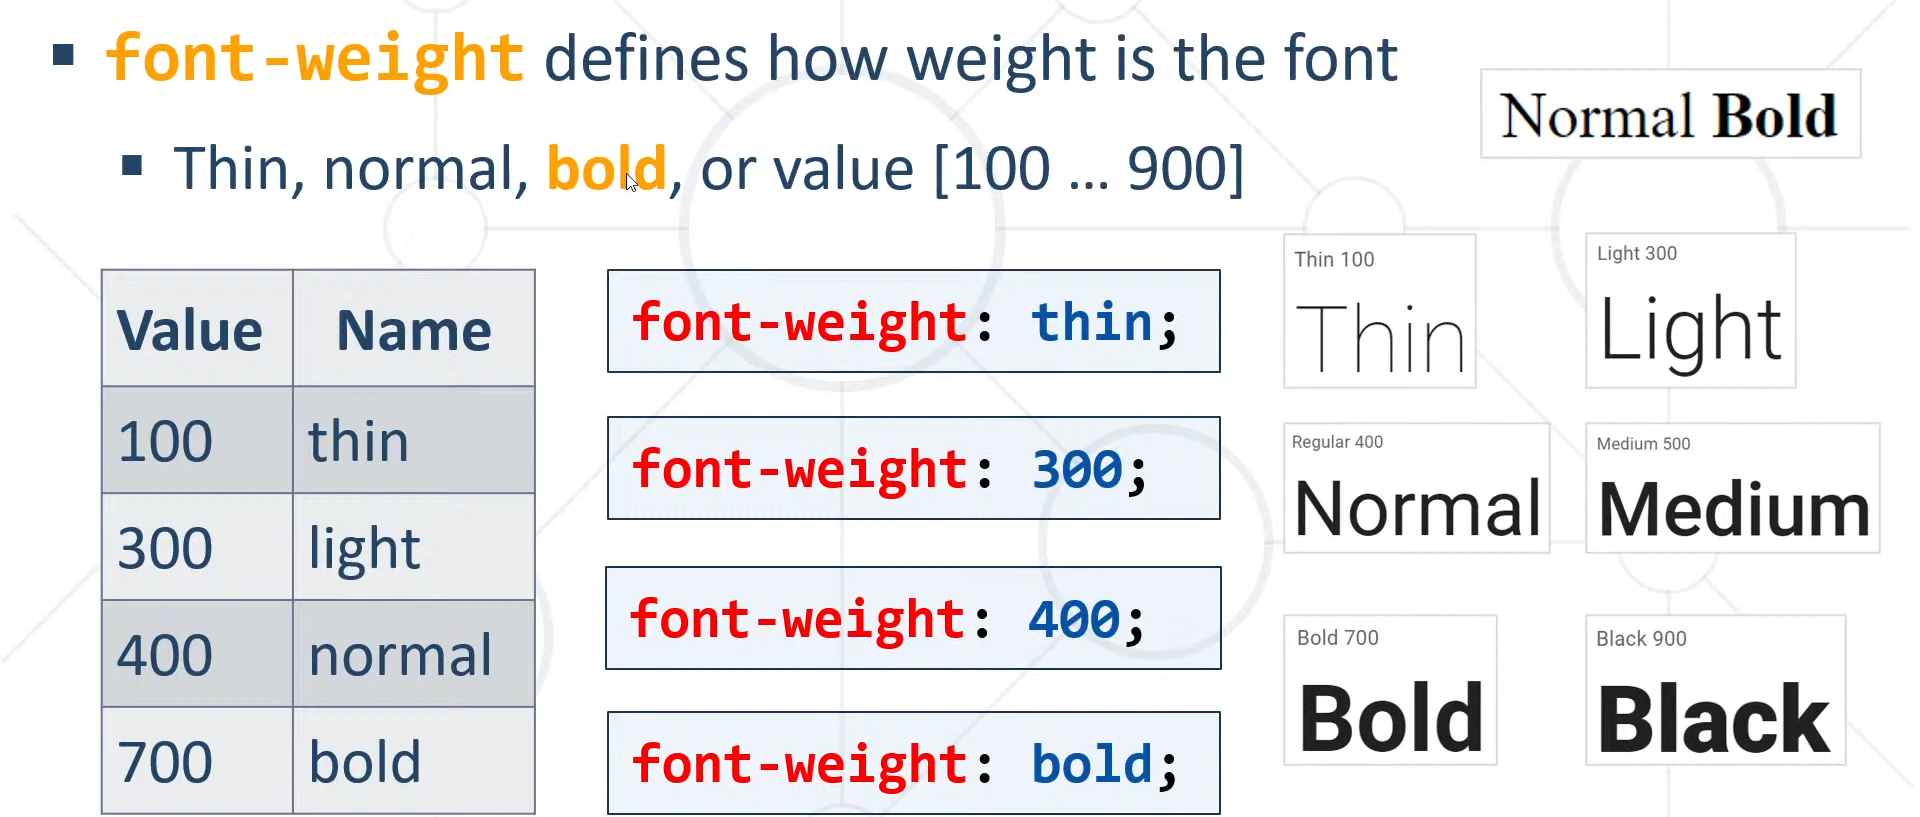 ▪ font-weight defines how weight is the font
▪ Thin, normal, bold, or value [100 … 900]
Normal Bold
Value Name
100 thin
300 light
400 normal
700 bold
font-weight: thin;
font-weight: 300;
font-weight: 400;
font-weight: bold;
Thin 100
Thin
Light 300
Light
Regular 400
Normal
Medium 500
Medium
Bold 700
Bold
Black 900
Black